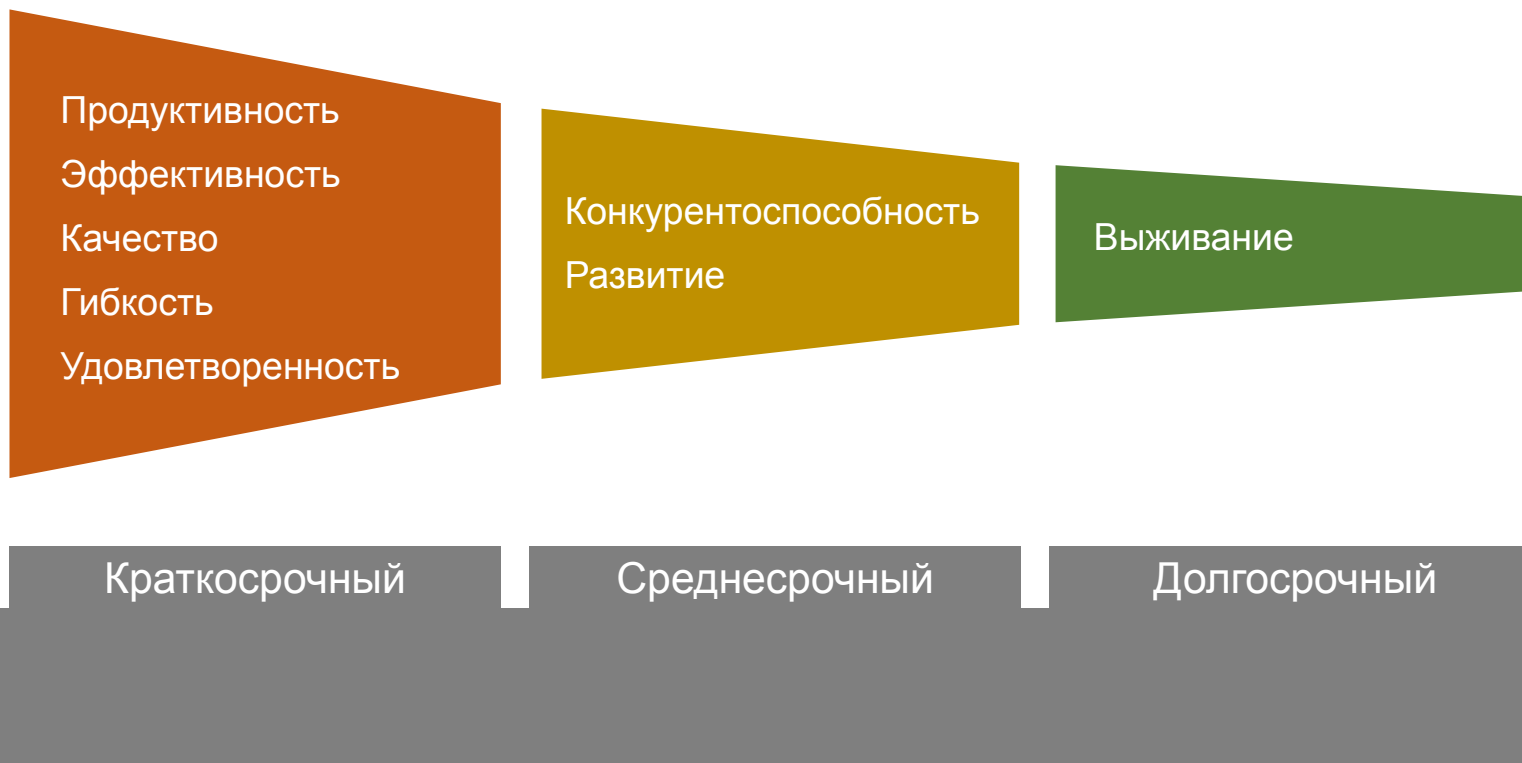 Продуктивность
Эффективность
Качество
Гибкость
Удовлетворенность
Конкурентоспособность
Развитие
Выживание
Краткосрочный
Среднесрочный
Долгосрочный